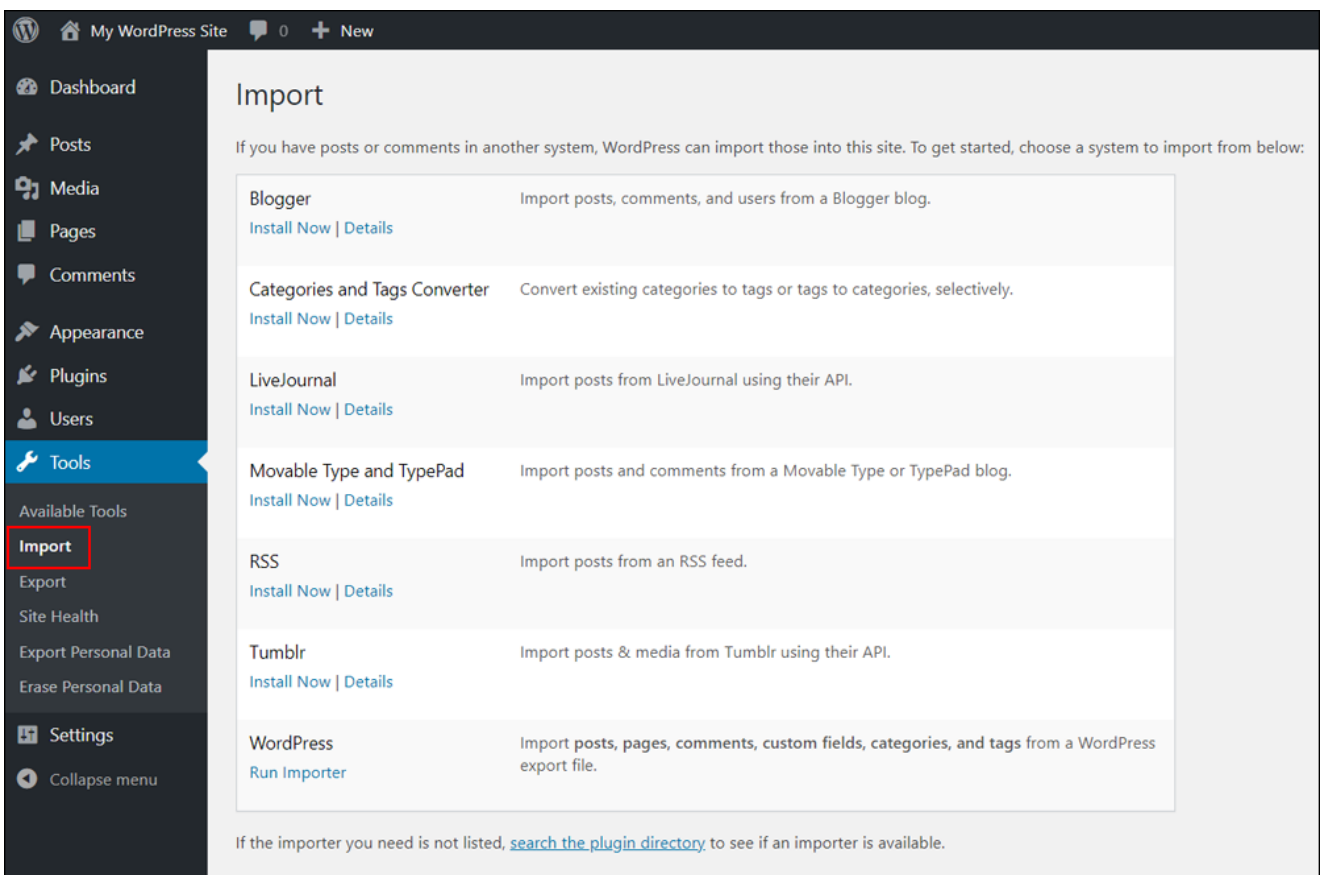 My WordPress Site 0 New
Dashboard
Posts
Media
Pages
Comments
Appearance
Plugins
Users
Tools
Available Tools
Import
Export
Site Health
Export Personal Data
Erase Personal Data
Settings
Collapse menu
Import
If you have posts or comments in another system, WordPress can import those into this site. To get started, choose a system to import from below:
Blogger Import posts, comments, and users from a Blogger blog.
Install Now | Details
Categories and Tags Converter Convert existing categories to tags or tags to categories, selectively.
Install Now | Details
LiveJournal Import posts from LiveJournal using their API.
Install Now | Details
Movable Type and TypePad Import posts and comments from a Movable Type or TypePad blog.
Install Now | Details
RSS Import posts from an RSS feed.
Install Now | Details
Tumblr Import posts & media from Tumblr using their API.
Install Now | Details
WordPress Import posts, pages, comments, custom fields, categories, and tags from a WordPress
Run Importer export file.
If the importer you need is not listed, search the plugin directory to see if an importer is available.